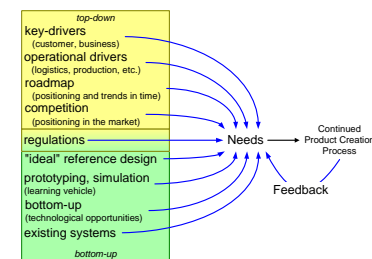 top-down
key-drivers
(customer, business)
operational drivers
(logistics, production, etc.)
roadmap
(positioning and trends in time)
competition
(positioning in the market)
regulations
"ideal" reference design
prototyping, simulation
(learning vehicle)
bottom-up
(technological opportunities)
existing systems
bottom-up
Needs
Continued
Product Creation
Process
Feedback